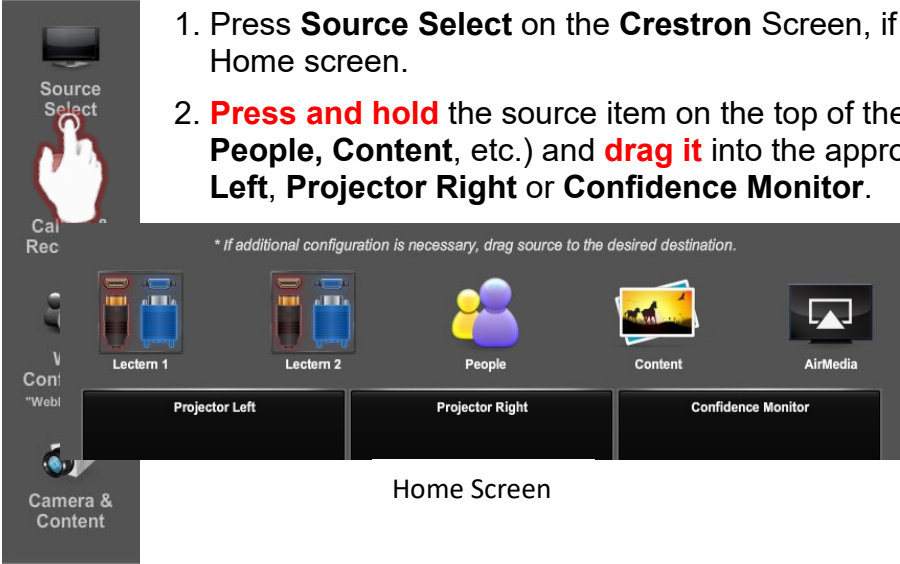 1. Press Source Select on the Crestron Screen, if
Home screen.
2. Press and hold the source item on the top of the
People, Content, etc.) and drag it into the
Left, Projector Right or Confidence Monitor.
Source
Select
* If additional configuration is necessary, drag source to the desired destination.
Lectern 1
Lectern 2
People
Content
AirMedia
Projector Left
Projector Right
Confidence Monitor
Home Screen
Camera &
Content